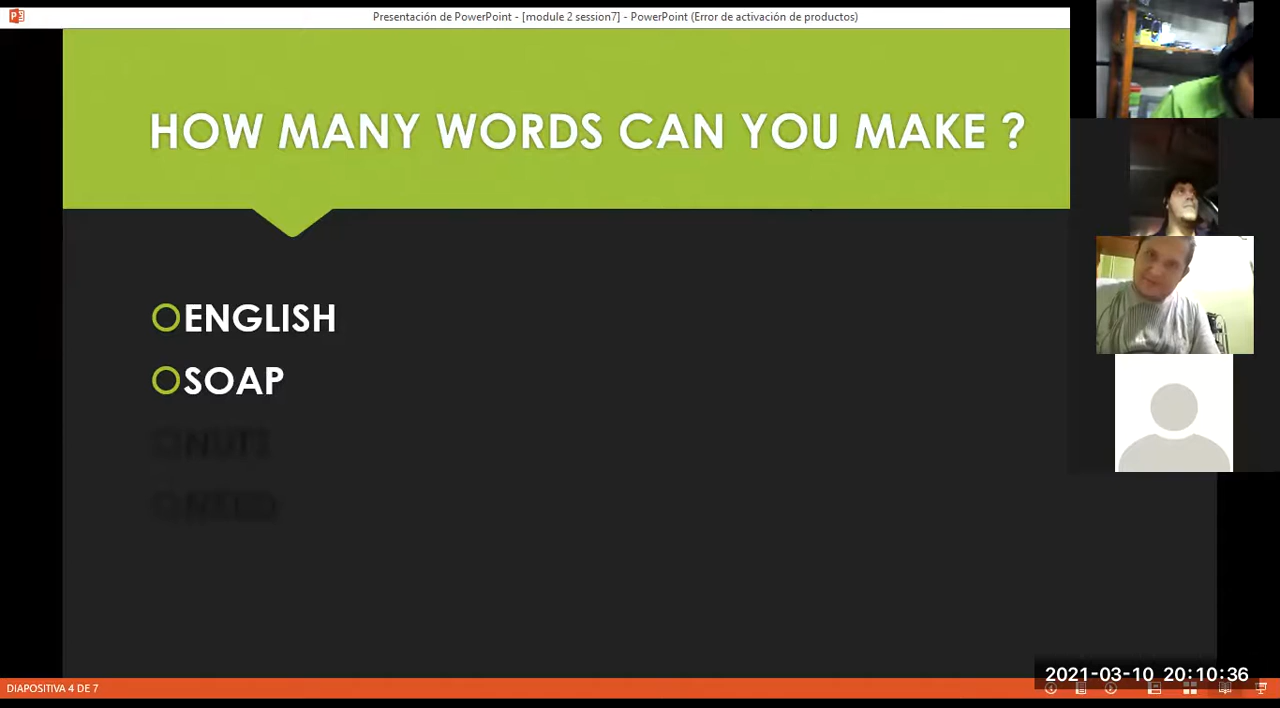 Presentación de PowerPoint - [module 2 session7] - PowerPoint (Error de activación de productos)
HOW MANY WORDS CAN YOU MAKE ?
ENGLISH
SOAP
NUTS
2021-03-10 20:10:36
DIAPOSITIVA 4 DE 7